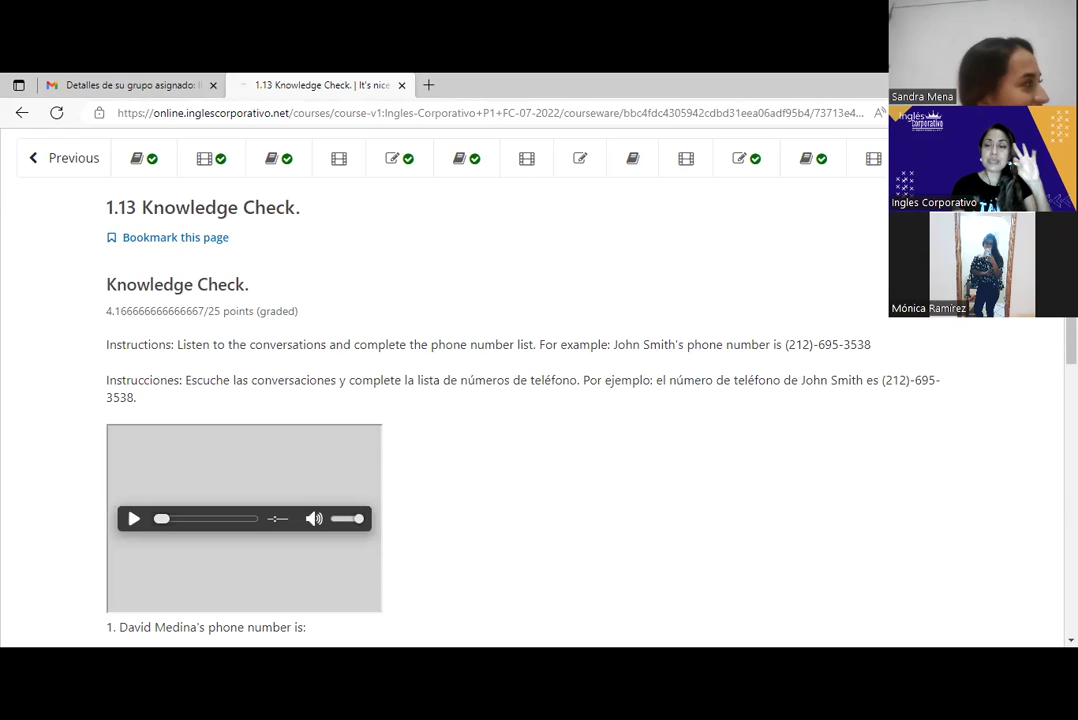 Detalles de su grupo asignado: I
1.13 Knowledge Check. | It's nice
https://online.inglescorporativo.net/courses/course-v1:Ingles-Corporativo+P1+FC-07-2022/courseware/bbc4fdc4305942cdbd31eea06adf95b4/73713e4...
Previous
1.13 Knowledge Check.
Bookmark this page
Knowledge Check.
4.166666666666667/25 points (graded)
Instructions: Listen to the conversations and complete the phone number list. For example: John Smith's phone number is (212)-695-3538
Instrucciones: Escuche las conversaciones y complete la lista de números de teléfono. Por ejemplo: el número de teléfono de John Smith es (212)-695-
3538.
-:-
1. David Medina's phone number is:
Sandra Mena
Inglés
Corporativo
Ingles Corporativo
Mónica Ramírez